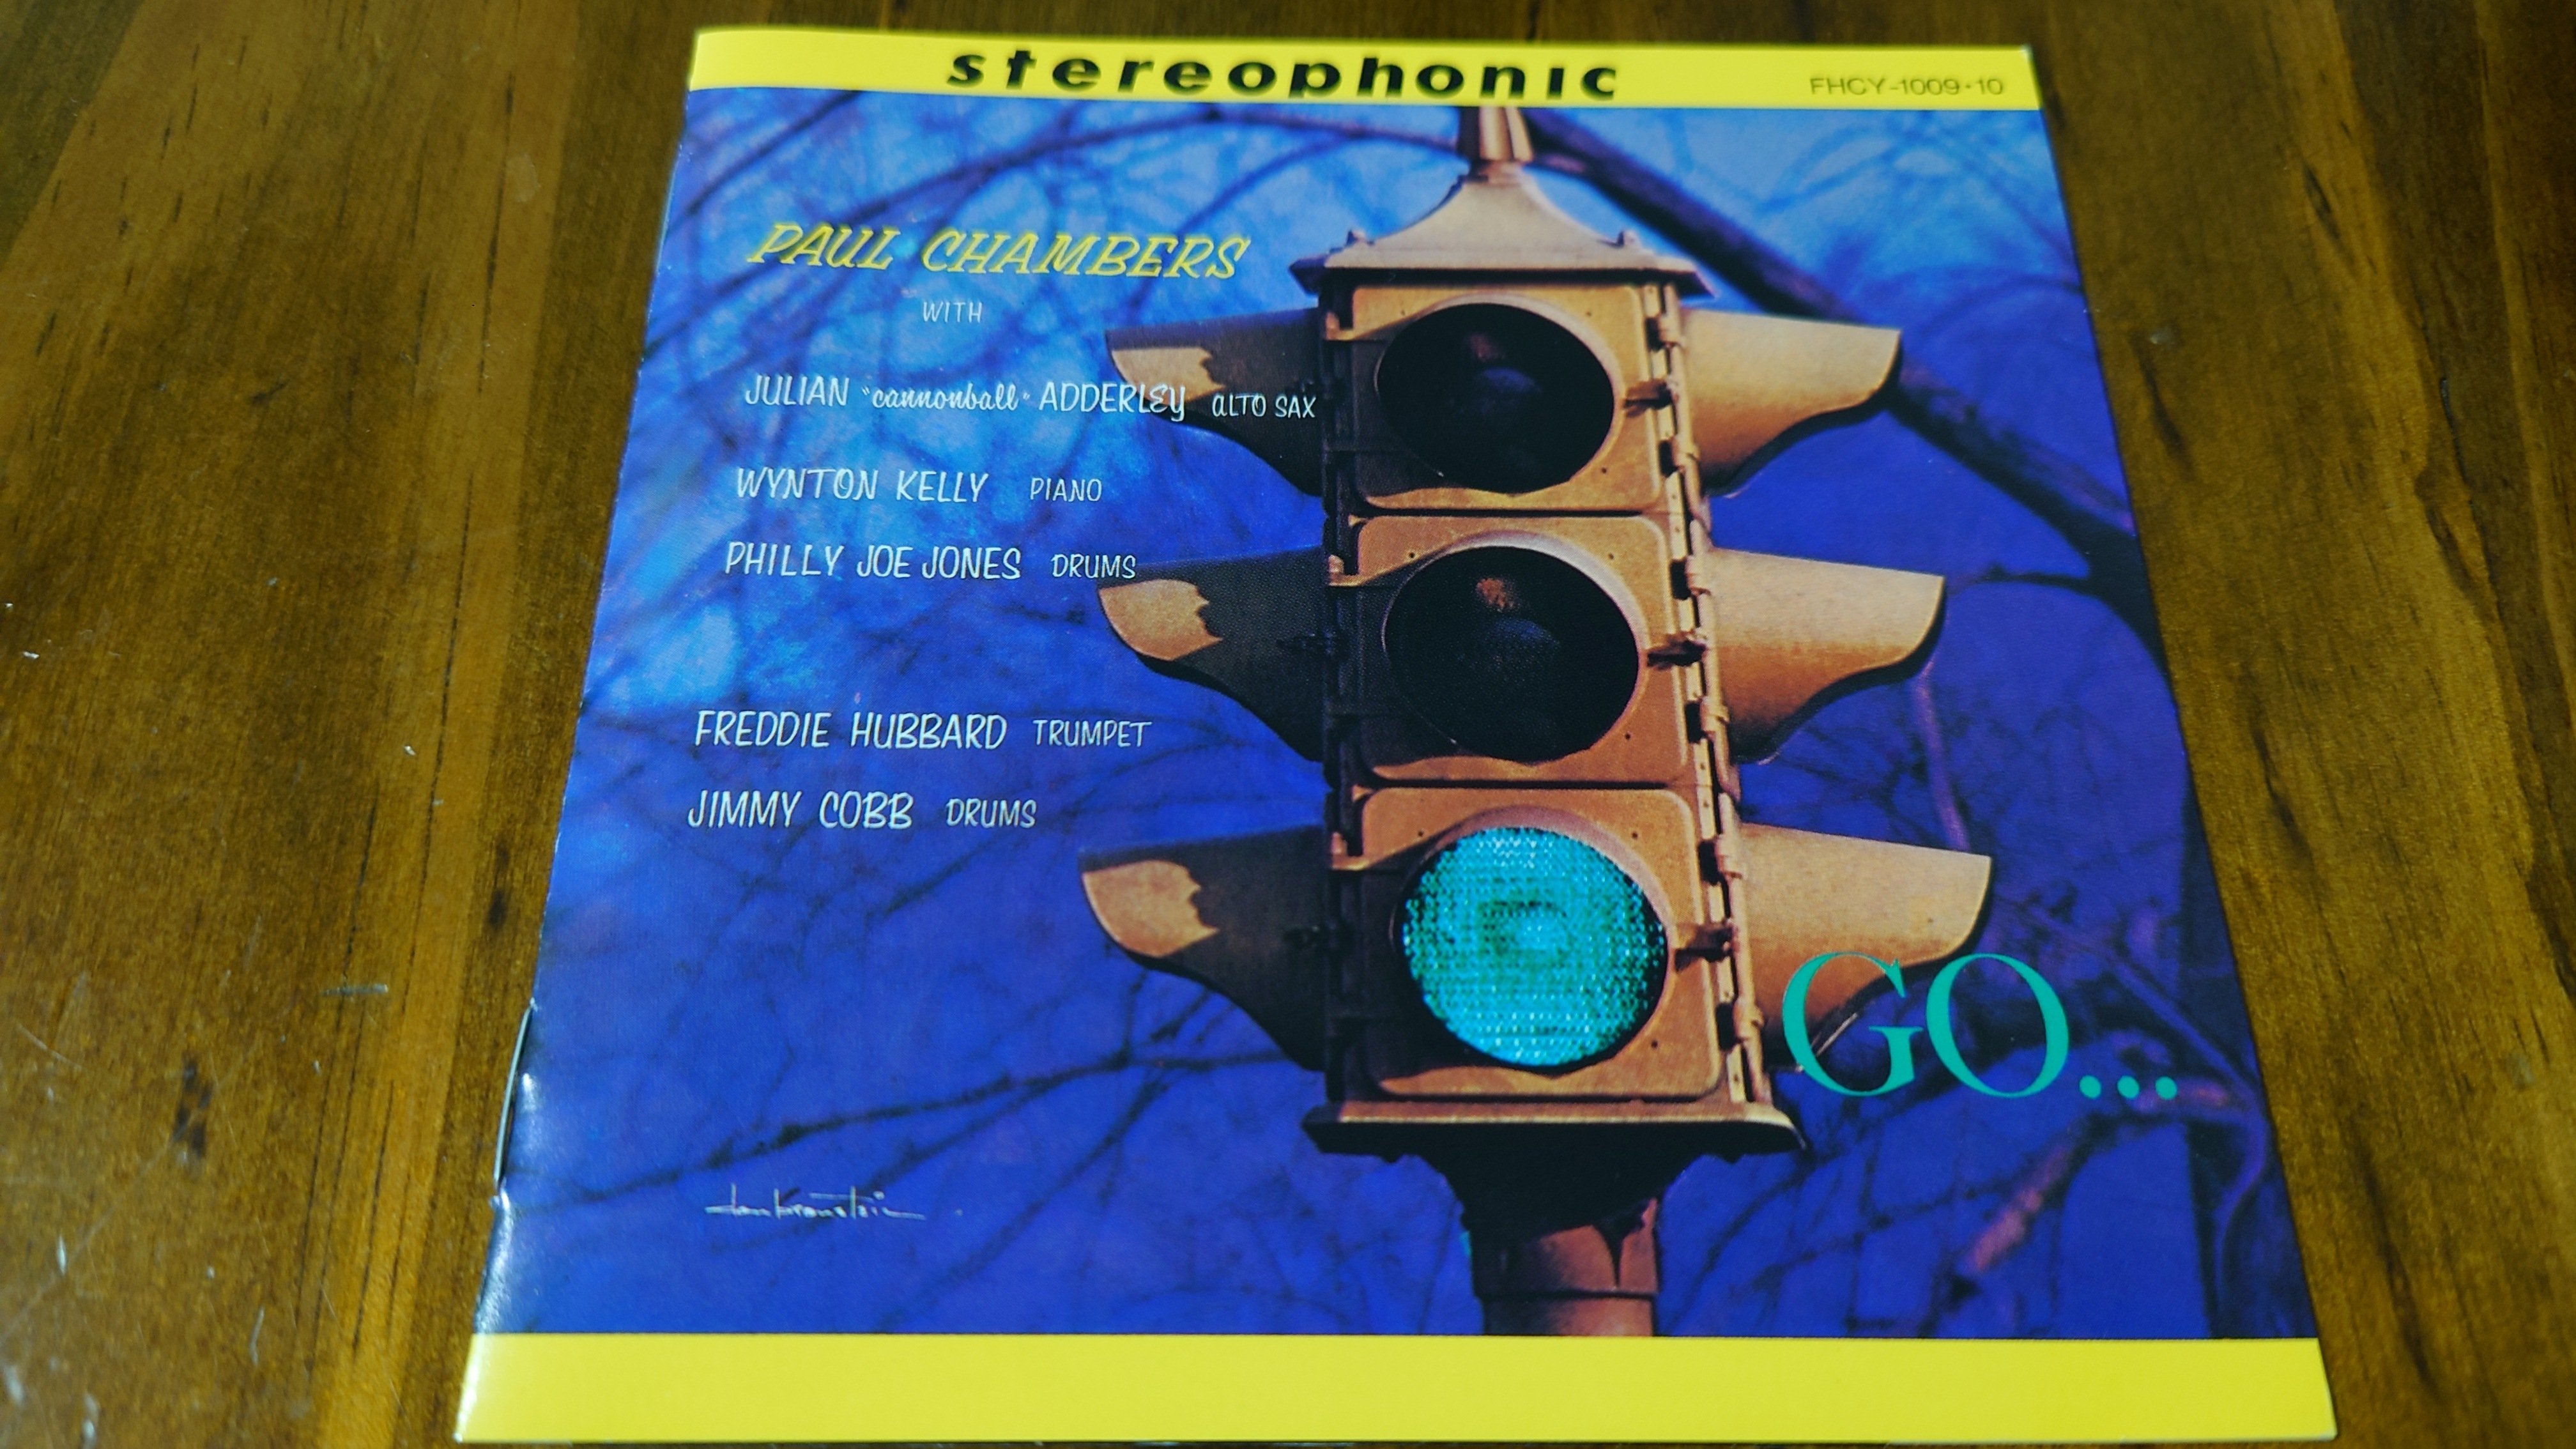 stereophonic
FHCY-1009·10
PAUL CHAMBERS
WITH
JULIAN "cannonball" ADDERLEY ALTO SAX
WYNTON KELLY PIANO
PHILLY JOE JONES DRUMS
FREDDIE HUBBARD TRUMPET
JIMMY COBB DRUMS
GO...